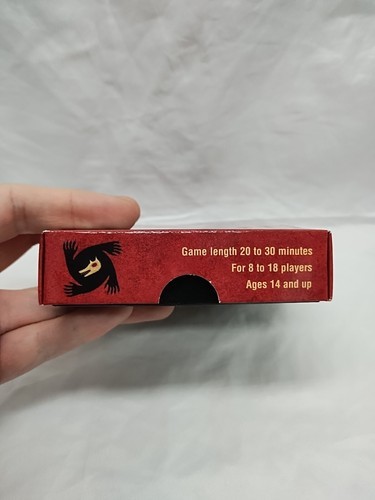 Game length 20 to 30 minutes
For 8 to 18 players
Ages 14 and up